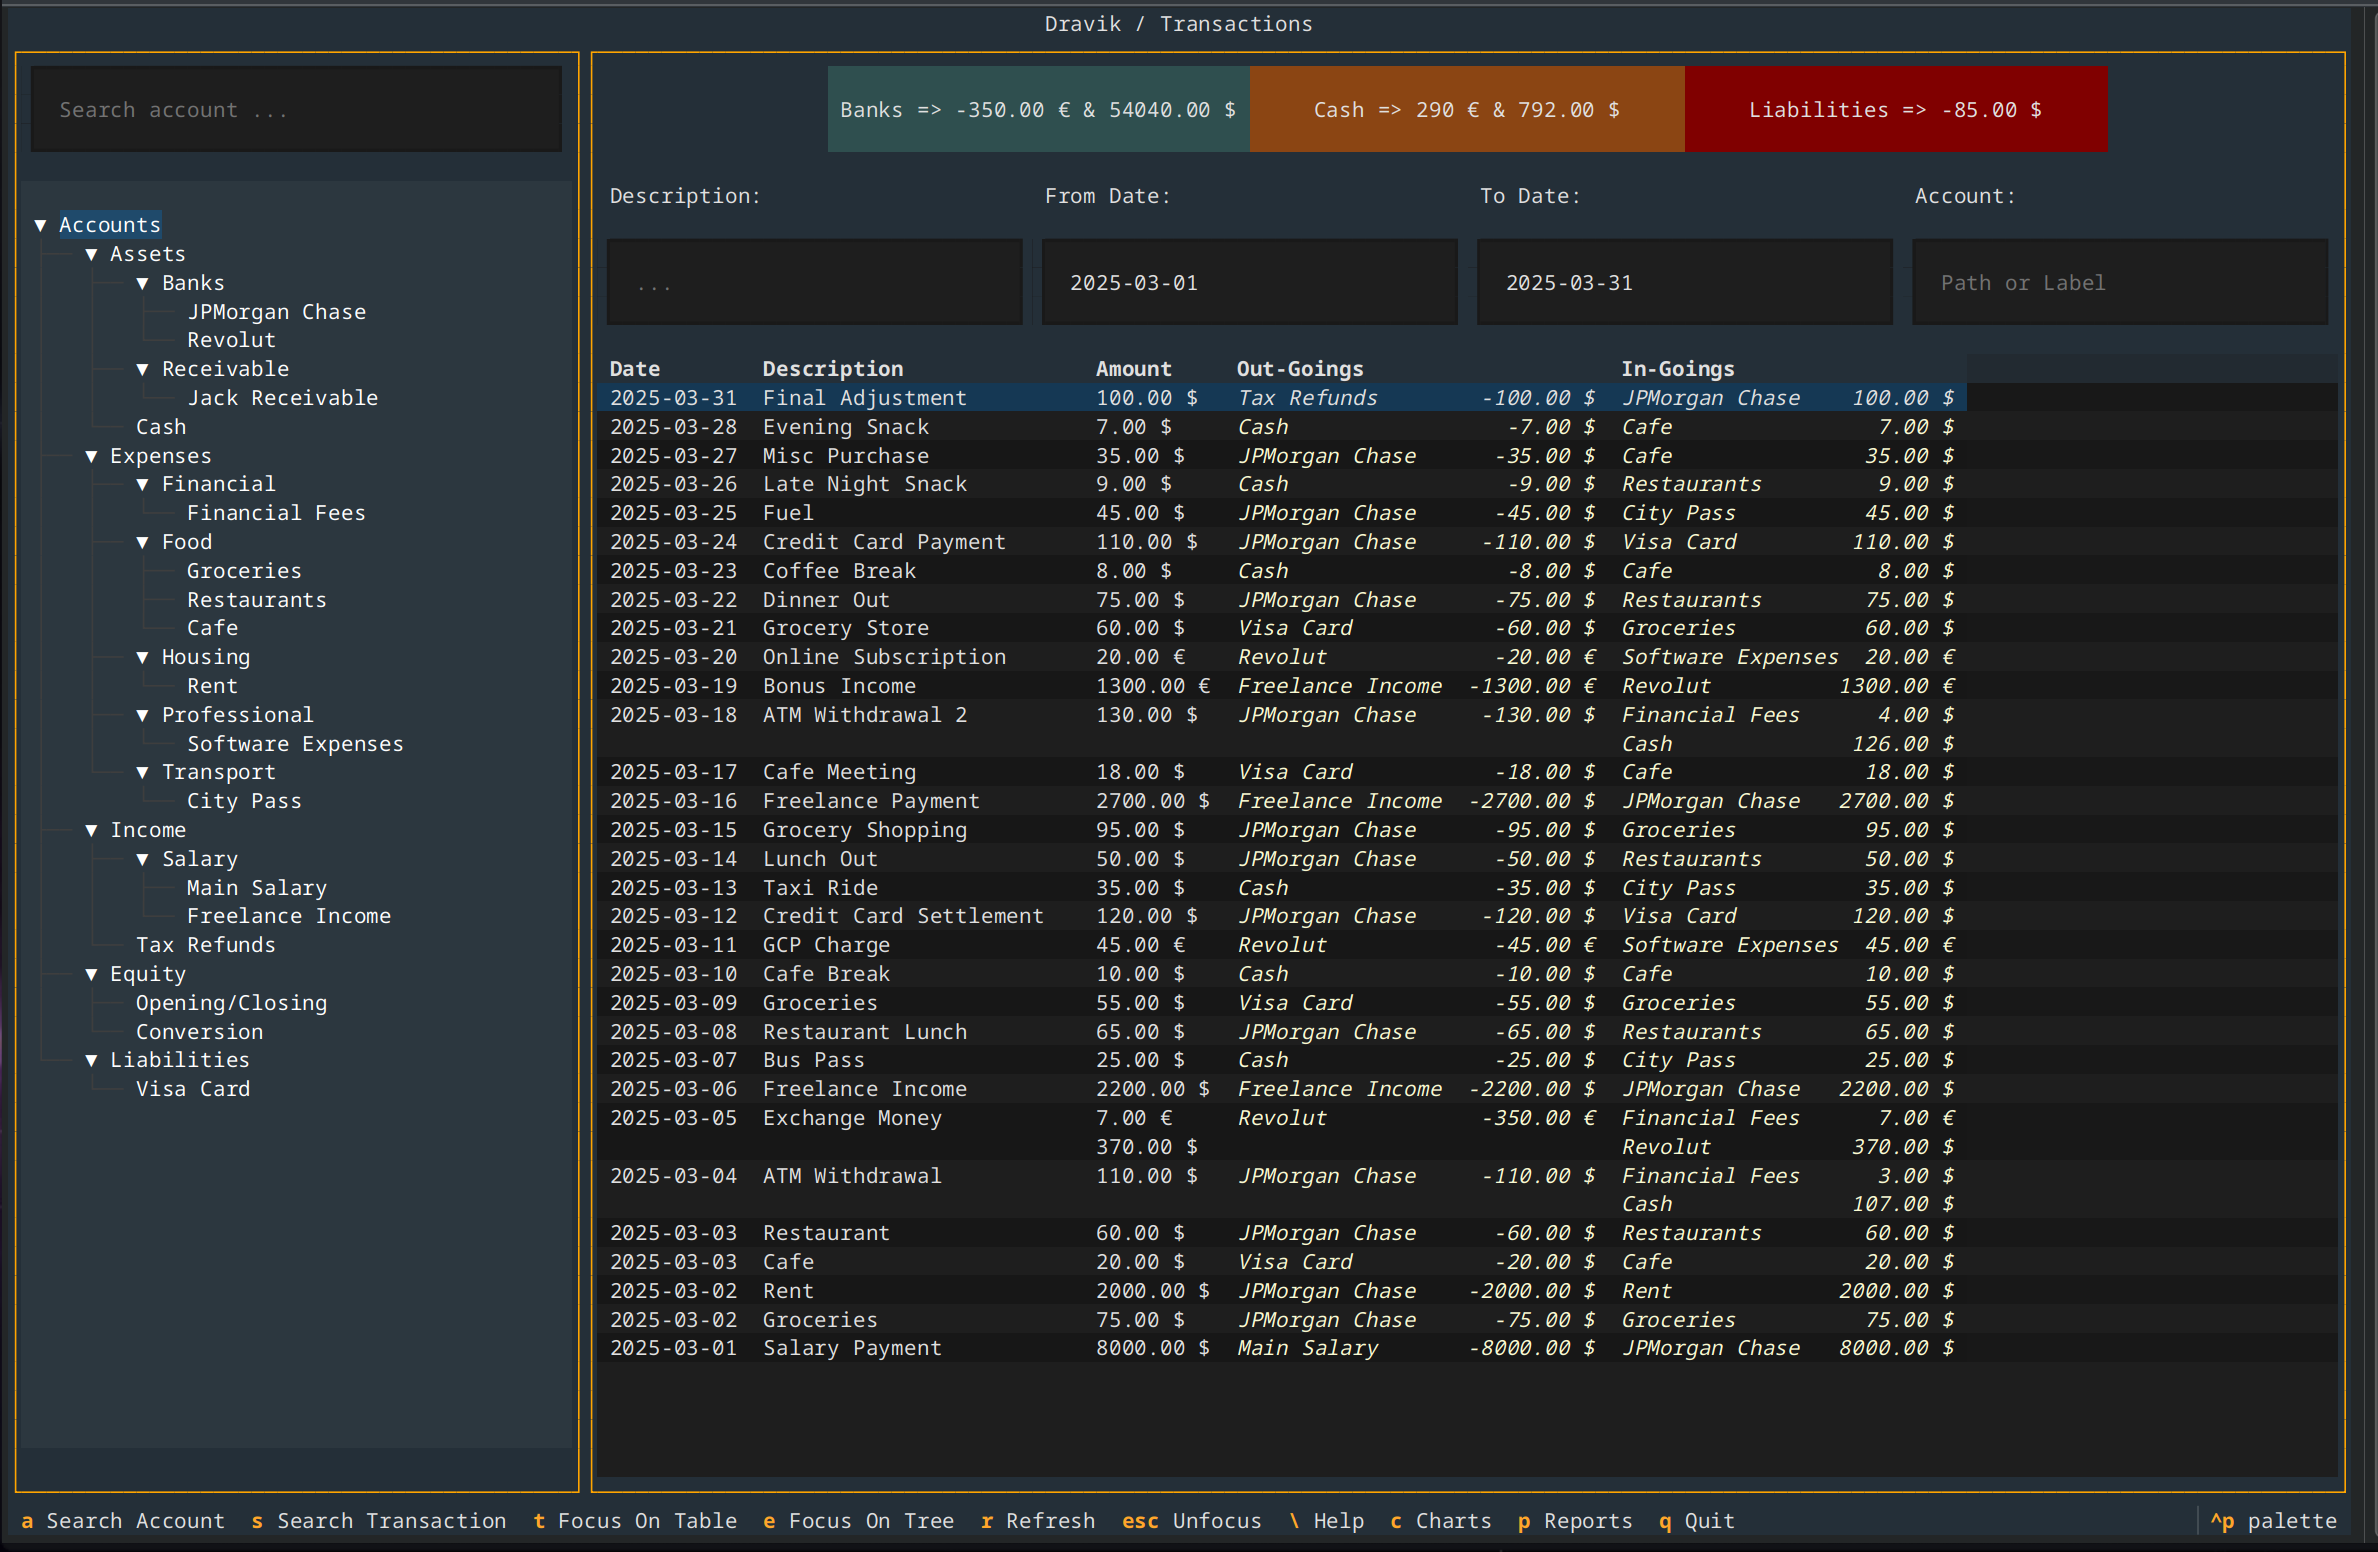 Dravik / Transactions
Search account ...
▼ Accounts
▼ Assets
▼ Banks
JPMorgan Chase
Revolut
▼ Receivable
Jack Receivable
Cash
▼ Expenses
▼ Financial
Financial Fees
▼ Food
Groceries
Restaurants
Cafe
▼ Housing
Rent
▼ Professional
Software Expenses
▼ Transport
City Pass
▼ Income
▼ Salary
Main Salary
Freelance Income
Tax Refunds
▼ Equity
Opening/Closing
Conversion
▼ Liabilities
Visa Card
Banks => -350.00 € & 54040.00 $ Cash => 290 € & 792.00 $ Liabilities => -85.00 $
Description: From Date: To Date: Account:
... 2025-03-01 2025-03-31 Path or Label
Date Description Amount Out-Goings In-Goings
2025-03-31 Final Adjustment 100.00 $ Tax Refunds -100.00 $ JPMorgan Chase 100.00 $
2025-03-28 Evening Snack 7.00 $ Cash -7.00 $ Cafe 7.00 $
2025-03-27 Misc Purchase 35.00 $ JPMorgan Chase -35.00 $ Cafe 35.00 $
2025-03-26 Late Night Snack 9.00 $ Cash -9.00 $ Restaurants 9.00 $
2025-03-25 Fuel 45.00 $ JPMorgan Chase -45.00 $ City Pass 45.00 $
2025-03-24 Credit Card Payment 110.00 $ JPMorgan Chase -110.00 $ Visa Card 110.00 $
2025-03-23 Coffee Break 8.00 $ Cash -8.00 $ Cafe 8.00 $
2025-03-22 Dinner Out 75.00 $ JPMorgan Chase -75.00 $ Restaurants 75.00 $
2025-03-21 Grocery Store 60.00 $ Visa Card -60.00 $ Groceries 60.00 $
2025-03-20 Online Subscription 20.00 € Revolut -20.00 € Software Expenses 20.00 €
2025-03-19 Bonus Income 1300.00 € Freelance Income -1300.00 € Revolut 1300.00 €
2025-03-18 ATM Withdrawal 2 130.00 $ JPMorgan Chase -130.00 $ Financial Fees 4.00 $
Cash 126.00 $
2025-03-17 Cafe Meeting 18.00 $ Visa Card -18.00 $ Cafe 18.00 $
2025-03-16 Freelance Payment 2700.00 $ Freelance Income -2700.00 $ JPMorgan Chase 2700.00 $
2025-03-15 Grocery Shopping 95.00 $ JPMorgan Chase -95.00 $ Groceries 95.00 $
2025-03-14 Lunch Out 50.00 $ JPMorgan Chase -50.00 $ Restaurants 50.00 $
2025-03-13 Taxi Ride 35.00 $ Cash -35.00 $ City Pass 35.00 $
2025-03-12 Credit Card Settlement 120.00 $ JPMorgan Chase -120.00 $ Visa Card 120.00 $
2025-03-11 GCP Charge 45.00 € Revolut -45.00 € Software Expenses 45.00 €
2025-03-10 Cafe Break 10.00 $ Cash -10.00 $ Cafe 10.00 $
2025-03-09 Groceries 55.00 $ Visa Card -55.00 $ Groceries 55.00 $
2025-03-08 Restaurant Lunch 65.00 $ JPMorgan Chase -65.00 $ Restaurants 65.00 $
2025-03-07 Bus Pass 25.00 $ Cash -25.00 $ City Pass 25.00 $
2025-03-06 Freelance Income 2200.00 $ Freelance Income -2200.00 $ JPMorgan Chase 2200.00 $
2025-03-05 Exchange Money 7.00 € Revolut -350.00 € Financial Fees 7.00 €
370.00 $ Revolut 370.00 $
2025-03-04 ATM Withdrawal 110.00 $ JPMorgan Chase -110.00 $ Financial Fees 3.00 $
Cash 107.00 $
2025-03-03 Restaurant 60.00 $ JPMorgan Chase -60.00 $ Restaurants 60.00 $
2025-03-03 Cafe 20.00 $ Visa Card -20.00 $ Cafe 20.00 $
2025-03-02 Rent 2000.00 $ JPMorgan Chase -2000.00 $ Rent 2000.00 $
2025-03-02 Groceries 75.00 $ JPMorgan Chase -75.00 $ Groceries 75.00 $
2025-03-01 Salary Payment 8000.00 $ Main Salary -8000.00 $ JPMorgan Chase 8000.00 $
a Search Account s Search Transaction t Focus On Table e Focus On Tree r Refresh esc Unfocus \ Help c Charts p Reports q Quit ^p palette